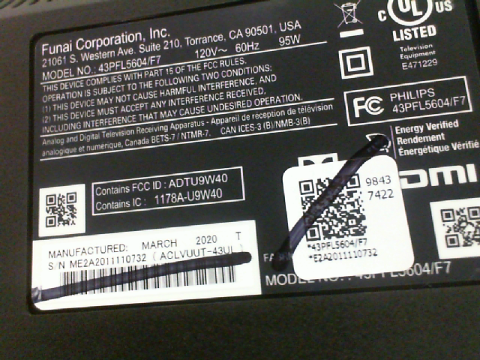 Funai Corporation, Inc.
21061 S. Western Ave. Suite 210, Torrance, CA 90501, USA
MODEL NO : 43PFL5604/F7 120V~ 60Hz 95W
THIS DEVICE COMPLIES WITH PART 15 OF THE FCC RULES.
OPERATION IS SUBJECT TO THE FOLLOWING TWO CONDITIONS:
(1) THIS DEVICE MAY NOT CAUSE HARMFUL INTERFERENCE, AND
(2) THIS DEVICE MUST ACCEPT ANY INTERFERENCE RECEIVED,
INCLUDING INTERFERENCE THAT MAY CAUSE UNDESIRED OPERATION.
Analog and Digital Television Receiving Apparatus - Appareil de réception de télévision
analogique et numérique, Canada BETS-7 / NTMR-7. CAN ICES-3 (B)/NMB-3(B)
C UL US
LISTED
Television
Equipment
E471229
FC PHILIPS
43PFL5604/F7
Energy Verified
Rendement
Énergétique Vérifié
HDMI
Contains FCC ID : ADTU9W40
Contains IC : 1178A-U9W40
MANUFACTURED: MARCH 2020 T
S/N ME2A2011110732 (ACLVUUT-43UL)
9843
7422
*43PFL5604/F7
*E2A2011110732
MODEL NO : 43PFL5604/F7